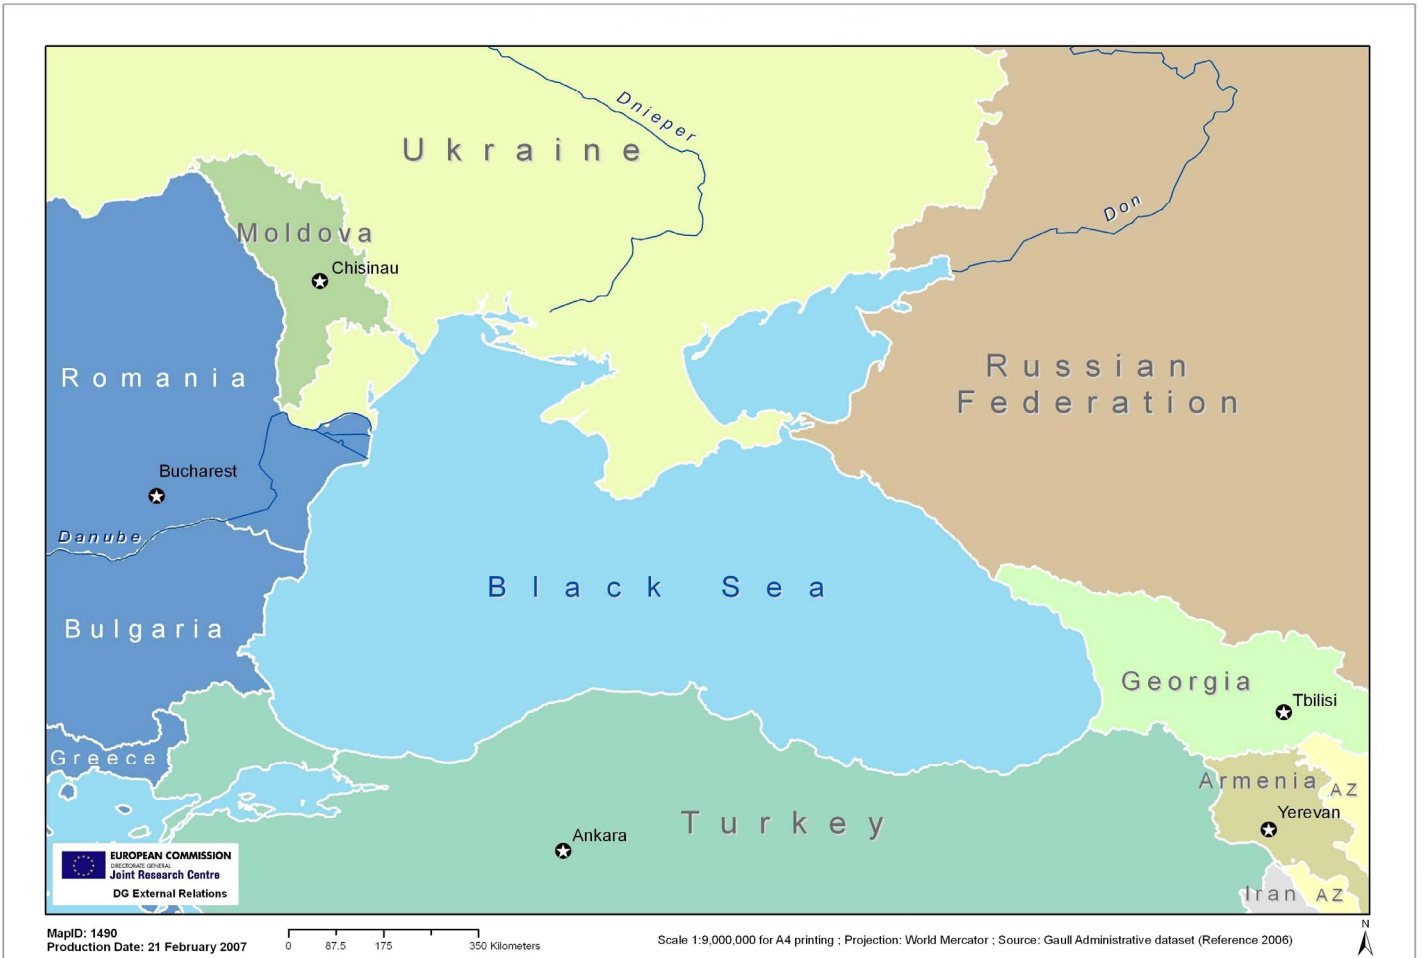 Dnieper
Ukraine
Don
Moldova
Chisinau
Romania
Russian
Federation
Bucharest
Danube
Black Sea
Bulgaria
Georgia
Tbilisi
Greece
Armenia
AZ
Yerevan
Turkey
Ankara
Iran
AZ
EUROPEAN COMMISSION
DIRECTORATE-GENERAL
Joint Research Centre
DG External Relations
MapID: 1490
Production Date: 21 February 2007
0 87.5 175 350 Kilometers
Scale 1:9,000,000 for A4 printing ; Projection: World Mercator ; Source: Gaull Administrative dataset (Reference 2006)
N